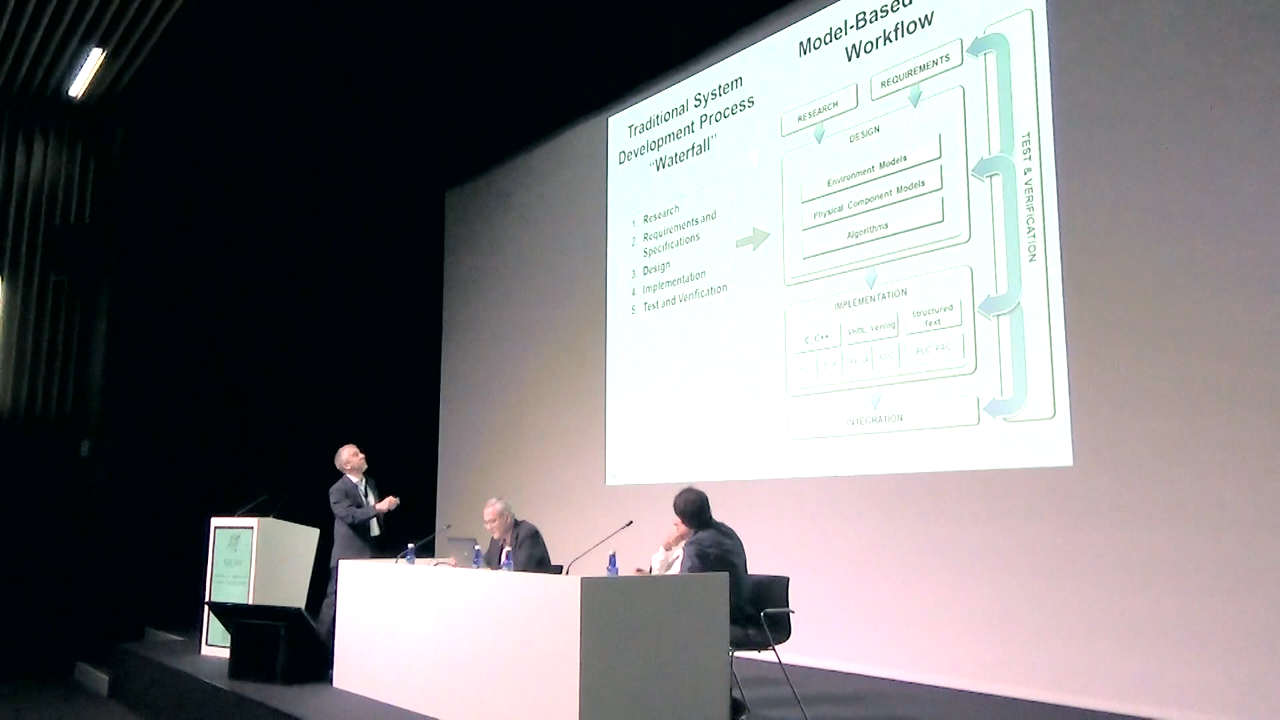 Traditional System
Development Process
"Waterfall"
1. Research
2. Requirements and
Specifications
3. Design
4. Implementation
5. Test and Verification
Model-Based
Workflow
RESEARCH
REQUIREMENTS
DESIGN
Environment Models
Physical Component Models
Algorithms
IMPLEMENTATION
C, C++
VHDL, Verilog
Structured
Text
INTEGRATION
TEST & VERIFICATION